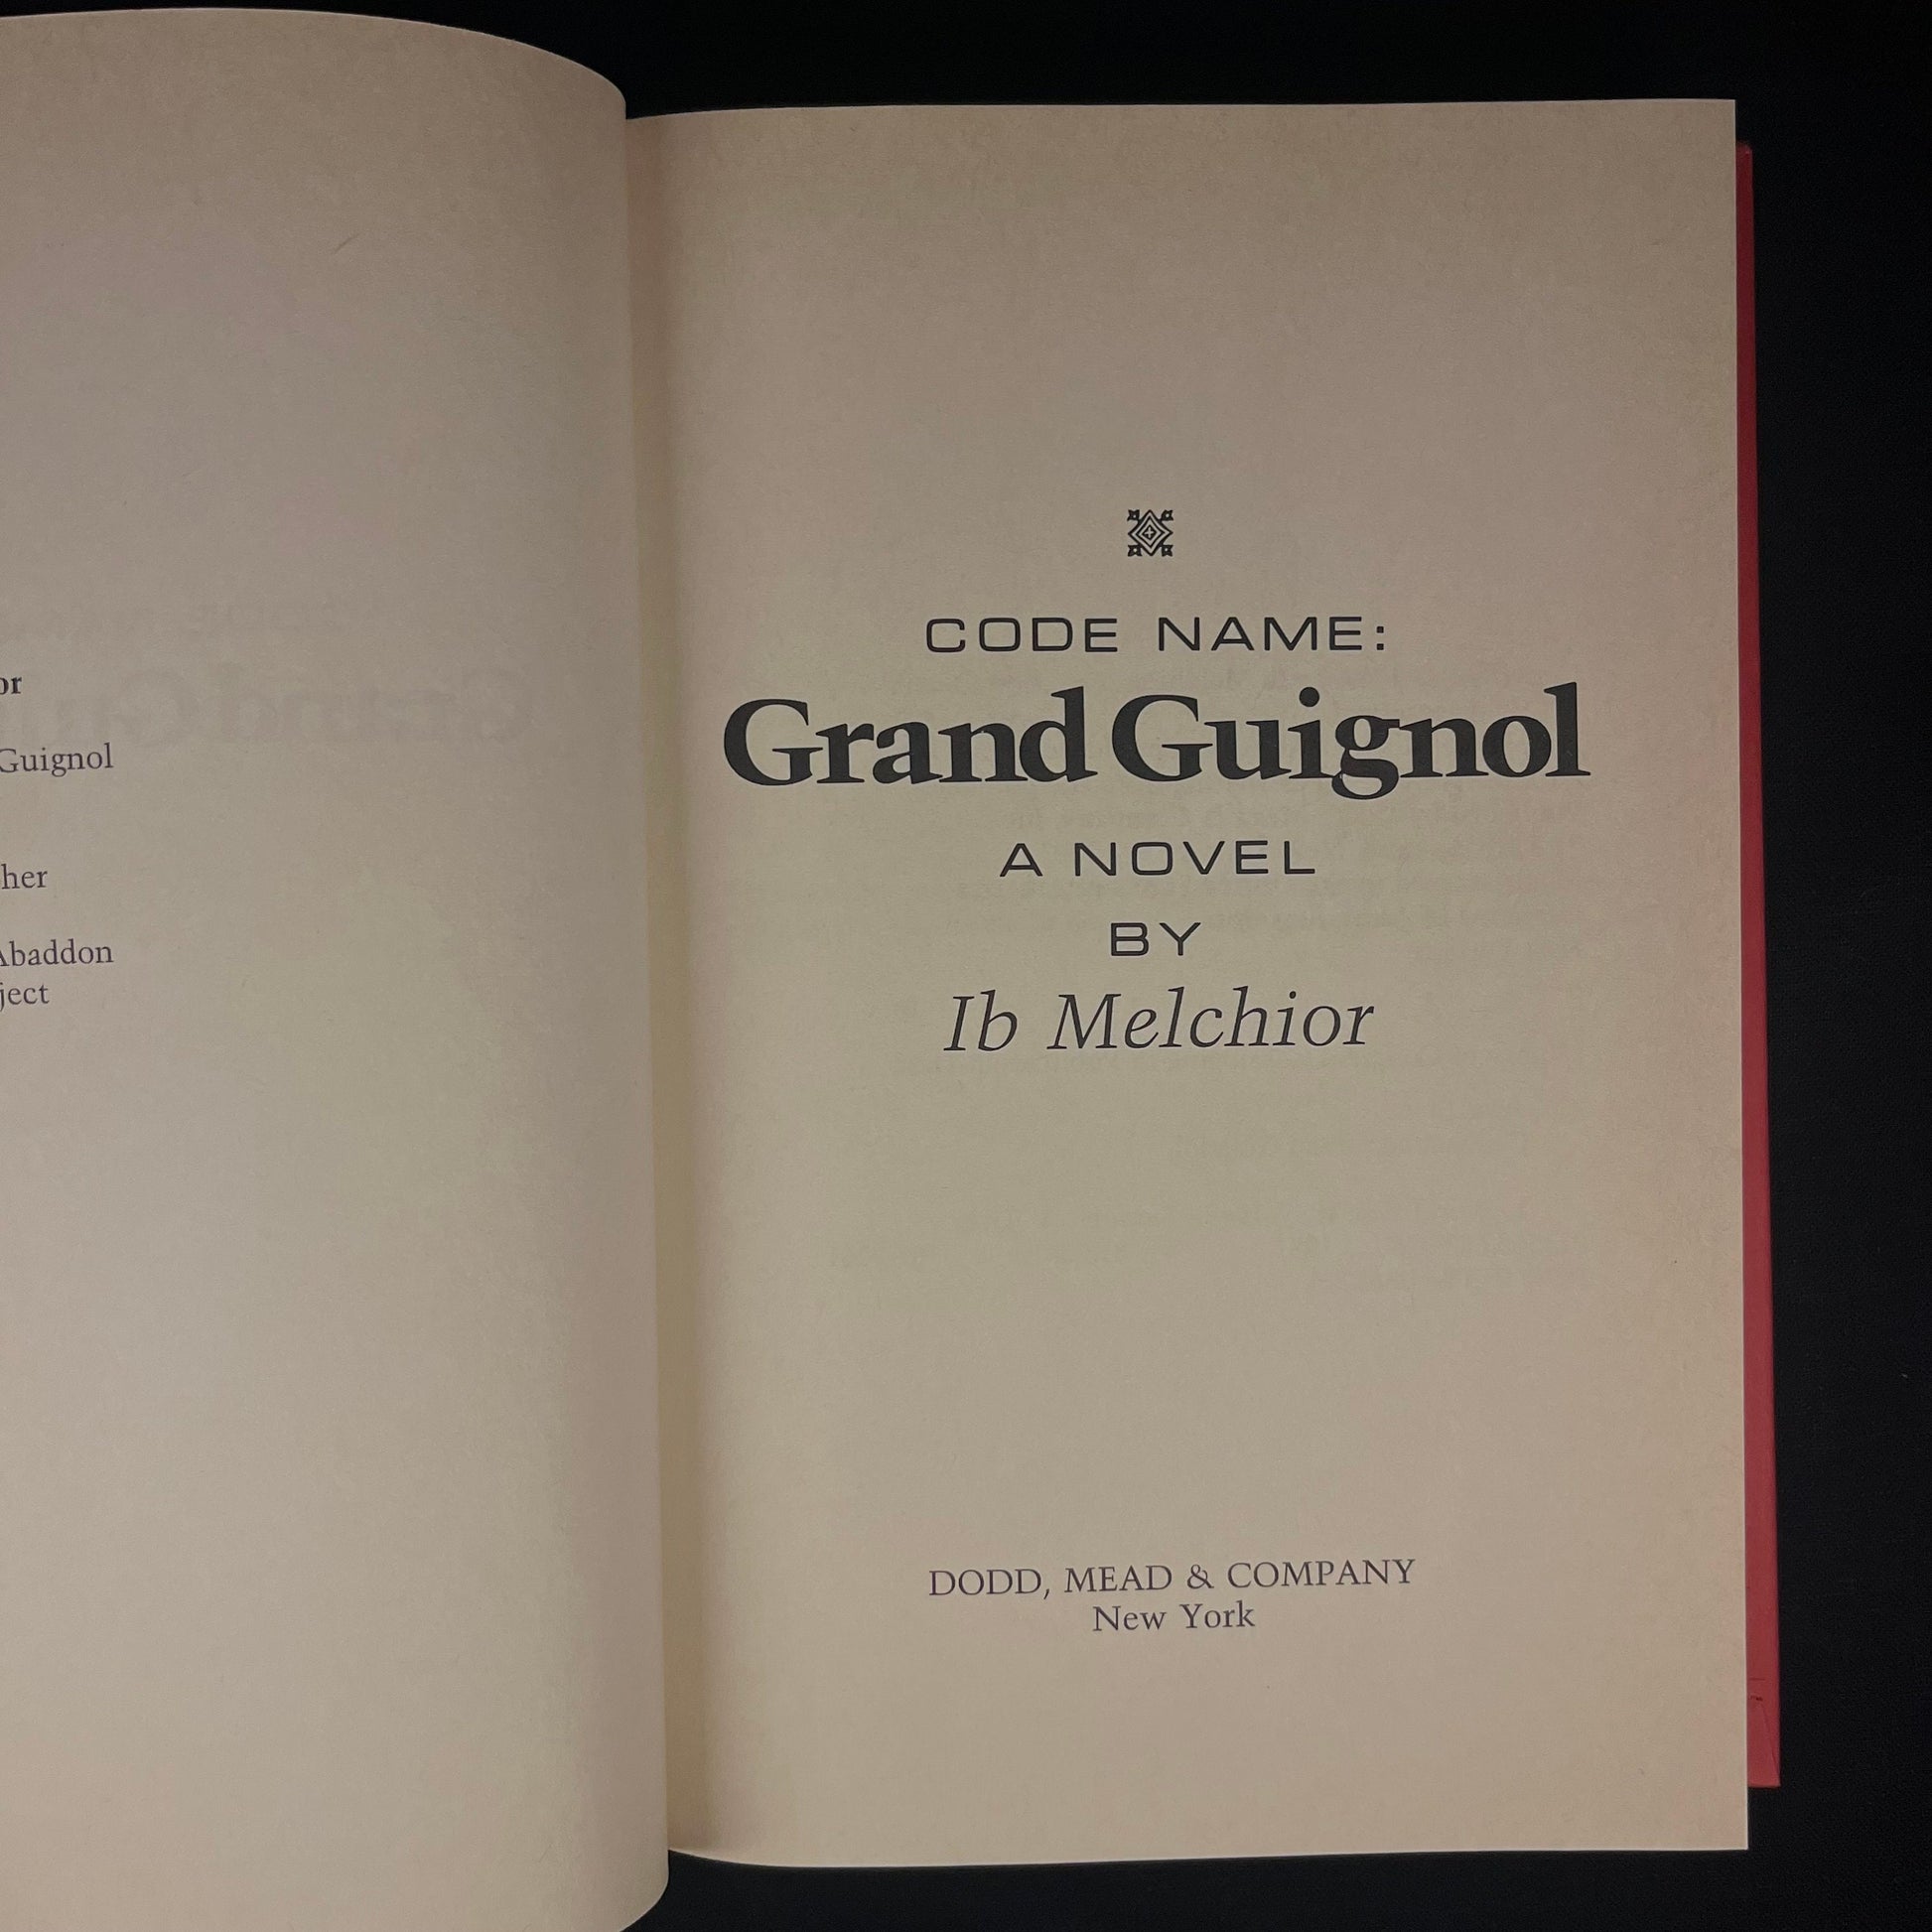 or
Guignol
her
Abaddon
ject
CODE NAME:
Grand Guignol
A NOVEL
BY
Ib Melchior
DODD, MEAD & COMPANY
New York